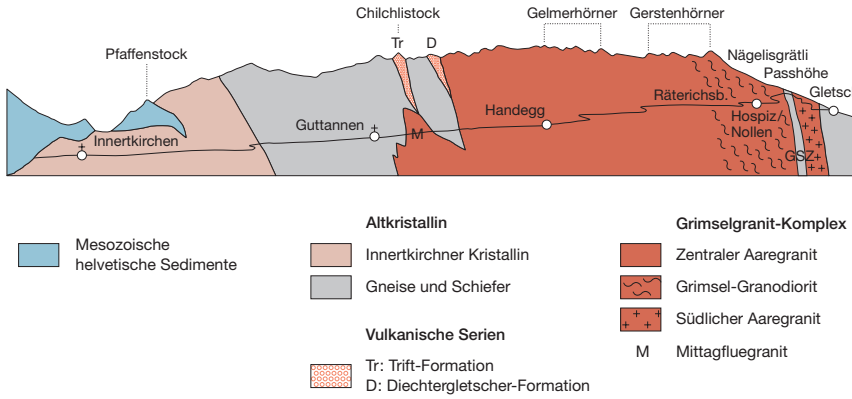 Chilchlistock
Gelmerhörner
Gerstenhörner
Pfaffenstock
Tr
D
Nägelisgrätli
Passhöhe
Gletsc
Räterichsb.
Handegg
Hospiz/
Nollen
Guttannen
M
Innertkirchen
GSZ
Mesozoische
helvetische Sedimente
Altkristallin
Innertkirchner Kristallin
Gneise und Schiefer
Vulkanische Serien
Tr: Trift-Formation
D: Diechtergletscher-Formation
Grimselgranit-Komplex
Zentraler Aaregranit
Grimsel-Granodiorit
Südlicher Aaregranit
M Mittagfluegranit